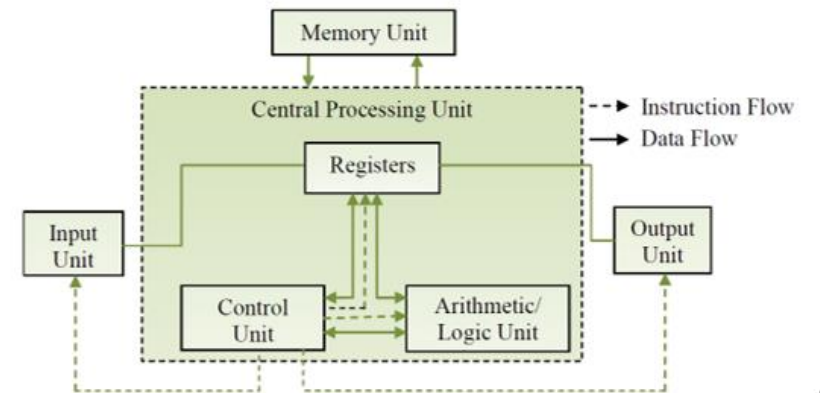 Memory Unit
Central Processing Unit
Instruction Flow
Data Flow
Registers
Input
Unit
Output
Unit
Control
Unit
Arithmetic/
Logic Unit